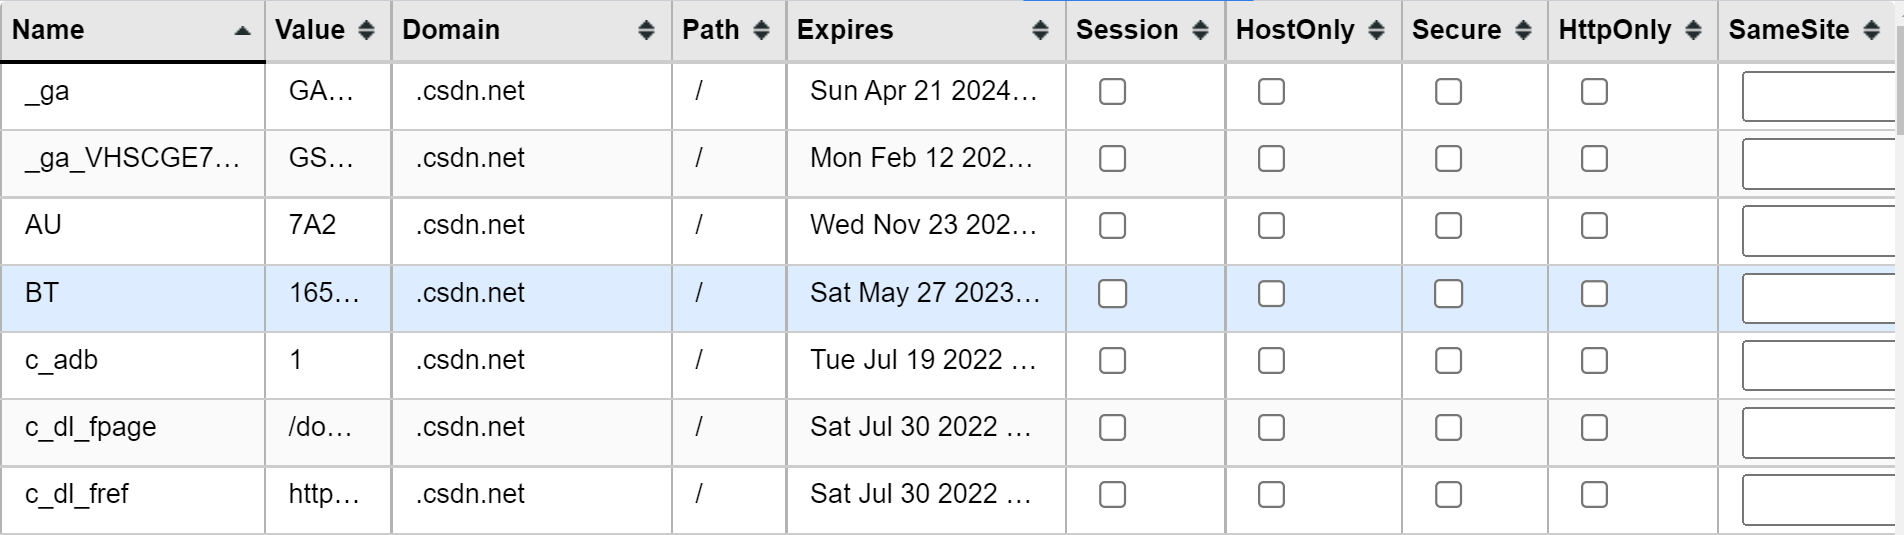 Name Value Domain Path Expires Session HostOnly Secure HttpOnly SameSite
_ga GA... .csdn.net / Sun Apr 21 2024...
_ga_VHSCGE7... GS... .csdn.net / Mon Feb 12 202...
AU 7A2 .csdn.net / Wed Nov 23 202...
BT 165... .csdn.net / Sat May 27 2023...
c_adb 1 .csdn.net / Tue Jul 19 2022 ...
c_dl_fpage /do... .csdn.net / Sat Jul 30 2022 ...
c_dl_fref http... .csdn.net / Sat Jul 30 2022 ...